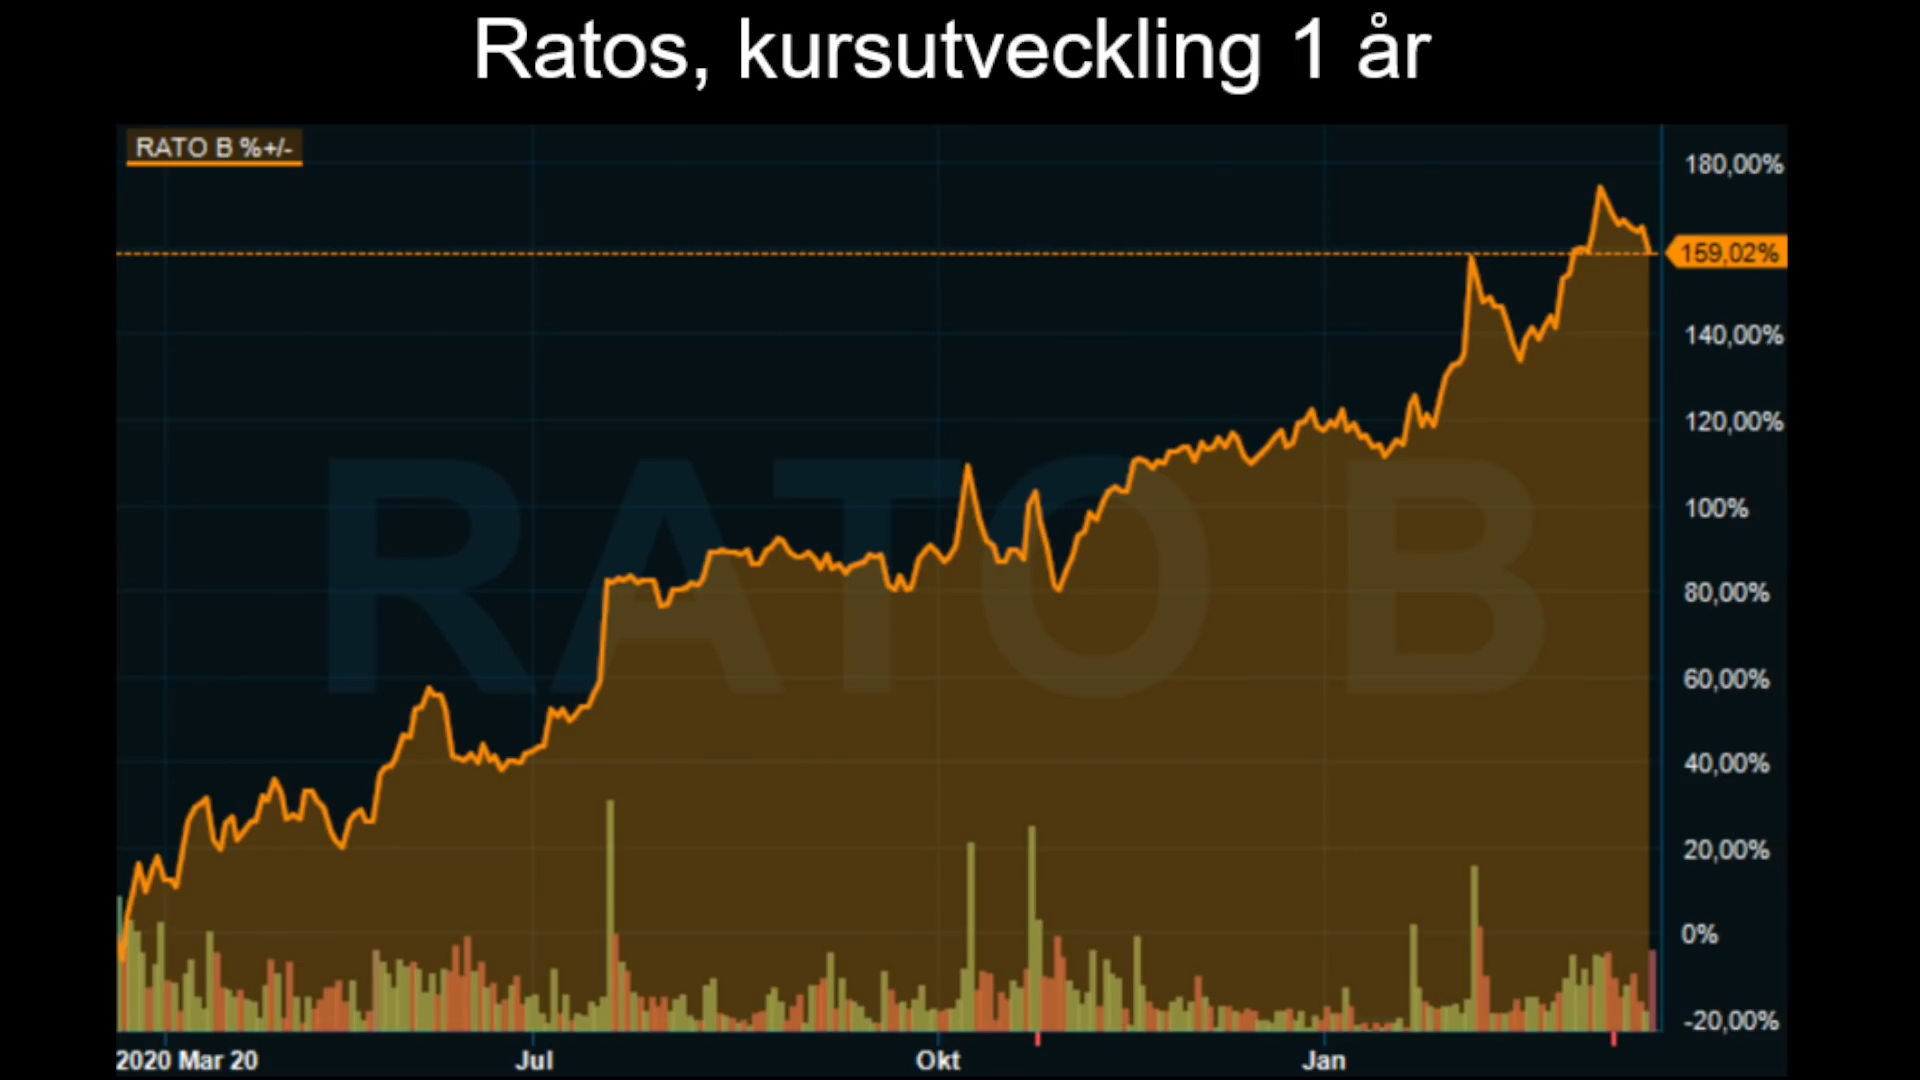 Ratos, kursutveckling 1 år
RATO B %+/-
180,00%
159,02%
140,00%
120,00%
100%
80,00%
60,00%
40,00%
20,00%
0%
-20,00%
RATO B
2020 Mar 20 Jul Okt Jan